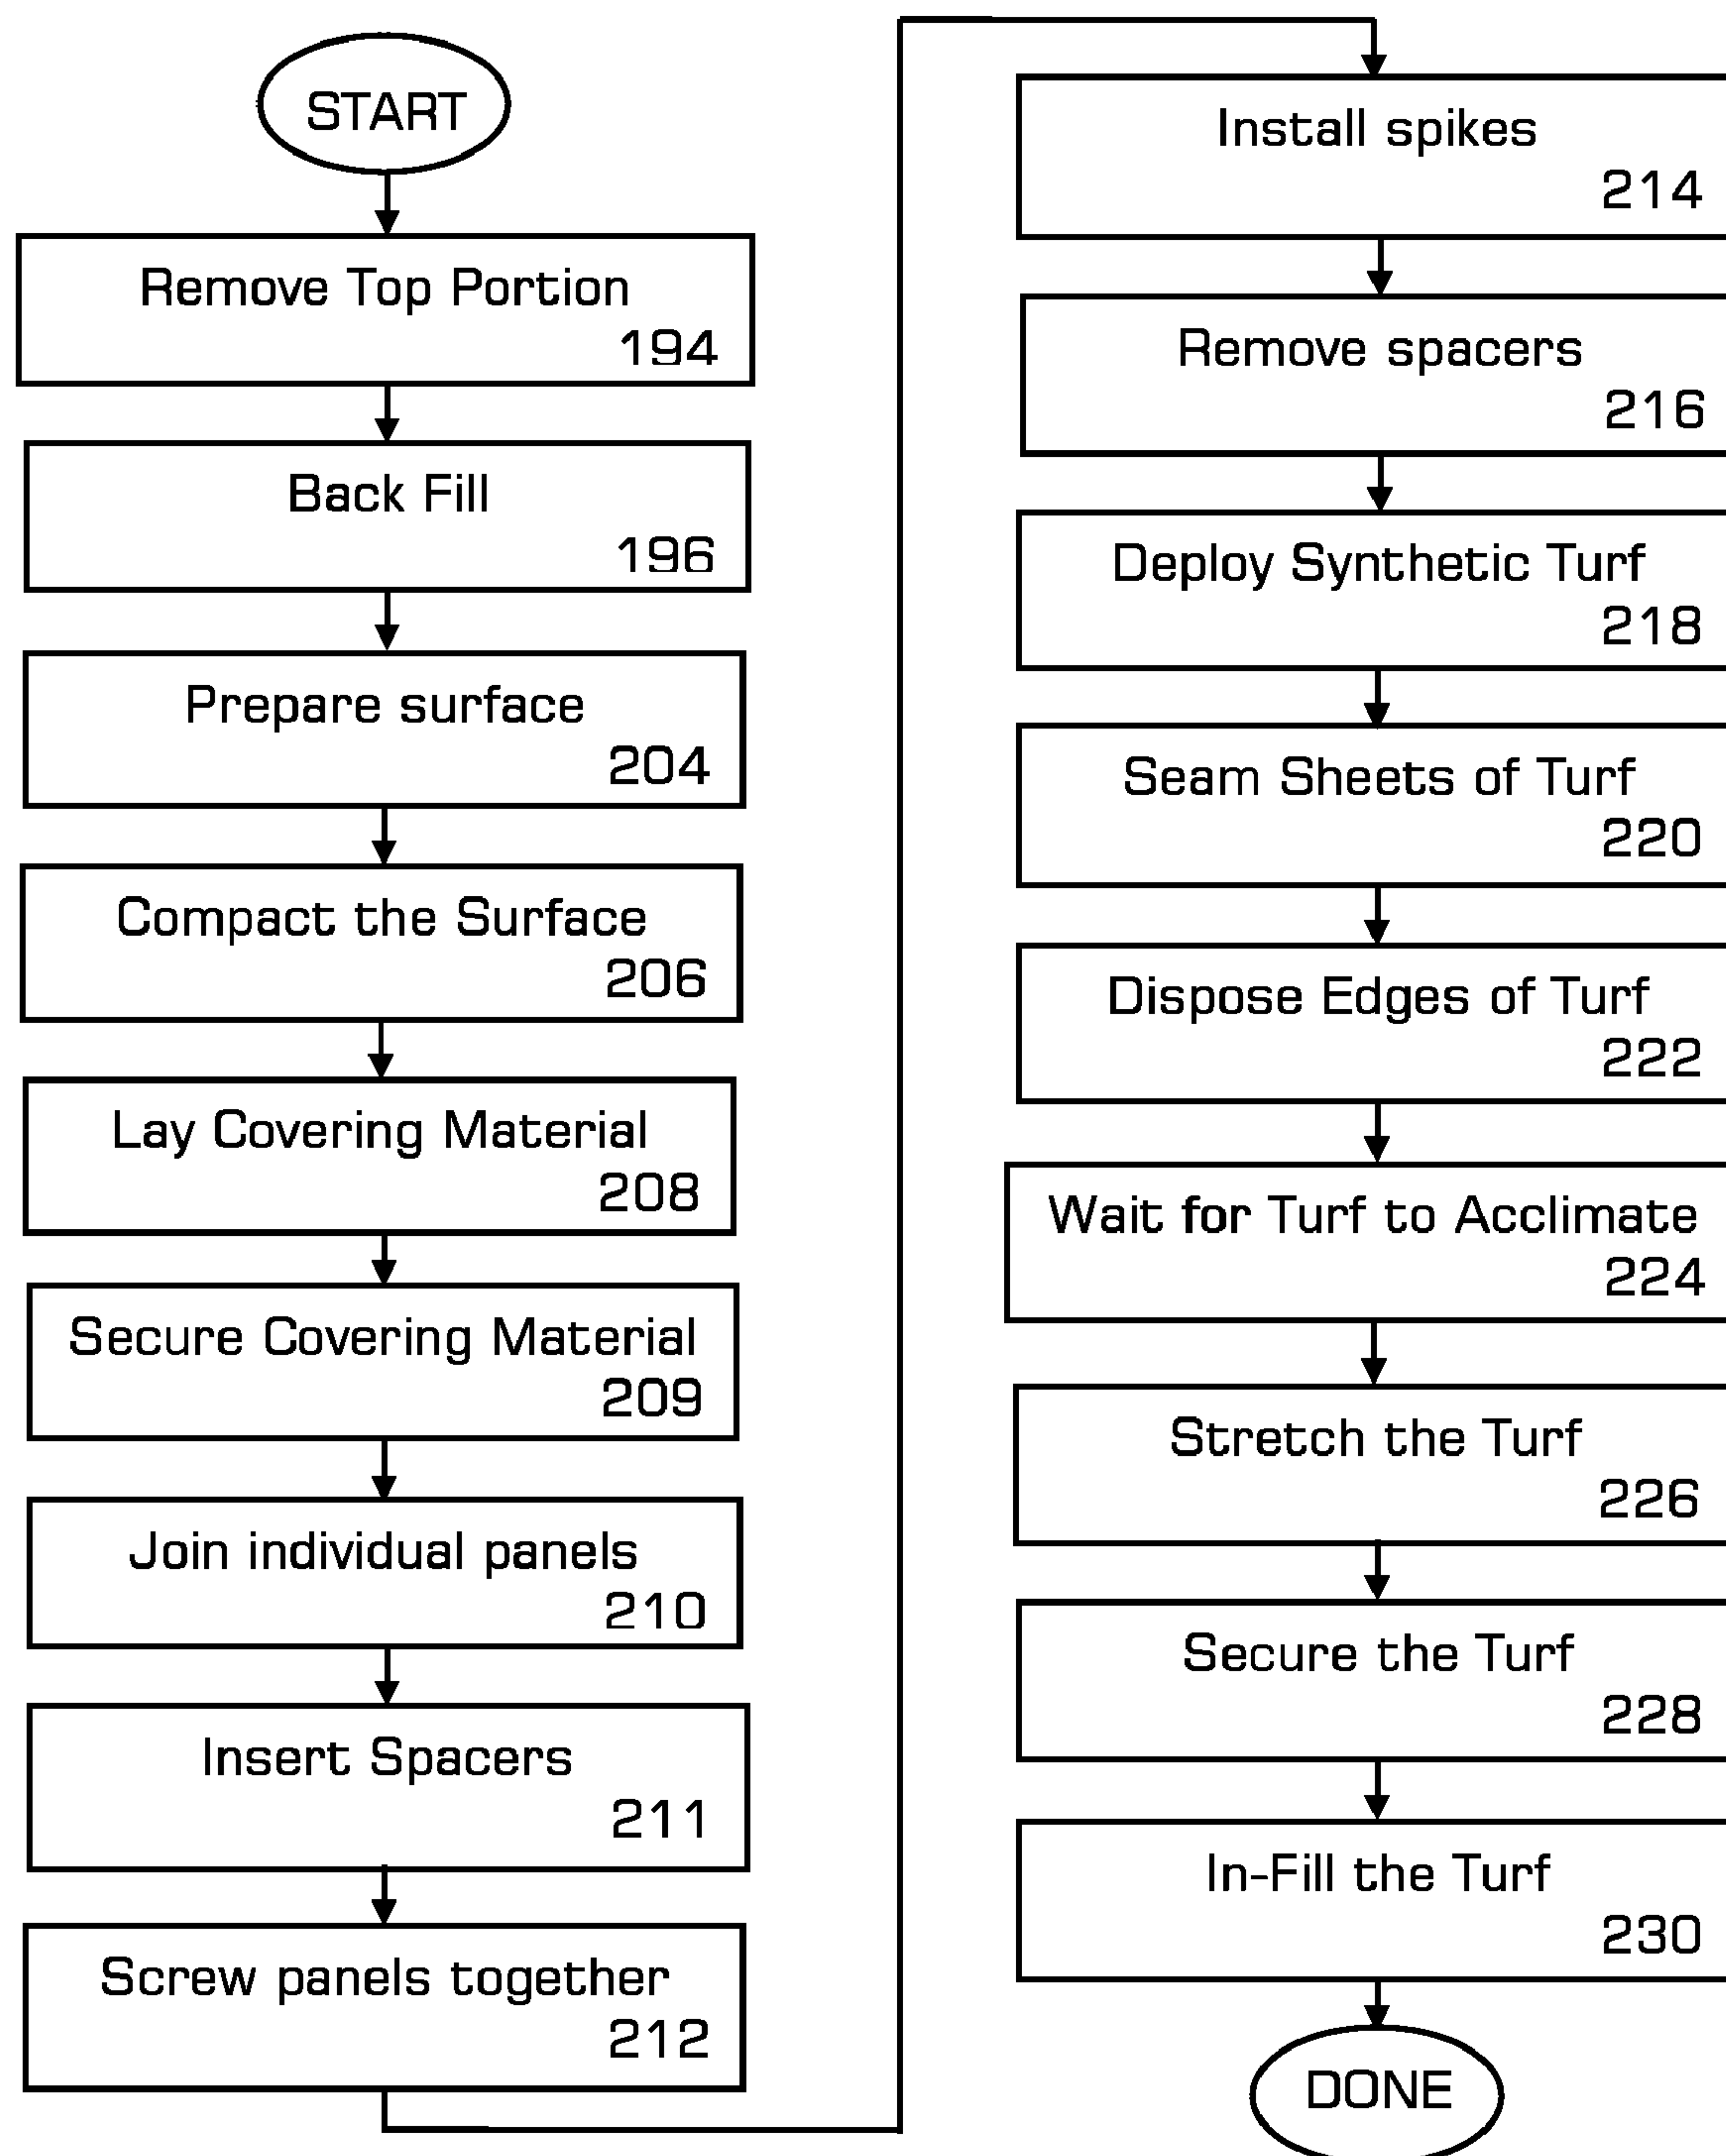 START
Remove Top Portion
194
Back Fill
196
Prepare surface
204
Compact the Surface
206
Lay Covering Material
208
Secure Covering Material
209
Join individual panels
210
Insert Spacers
211
Screw panels together
212
Install spikes
214
Remove spacers
216
Deploy Synthetic Turf
218
Seam Sheets of Turf
220
Dispose Edges of Turf
222
Wait for Turf to Acclimate
224
Stretch the Turf
226
Secure the Turf
228
In-Fill the Turf
230
DONE